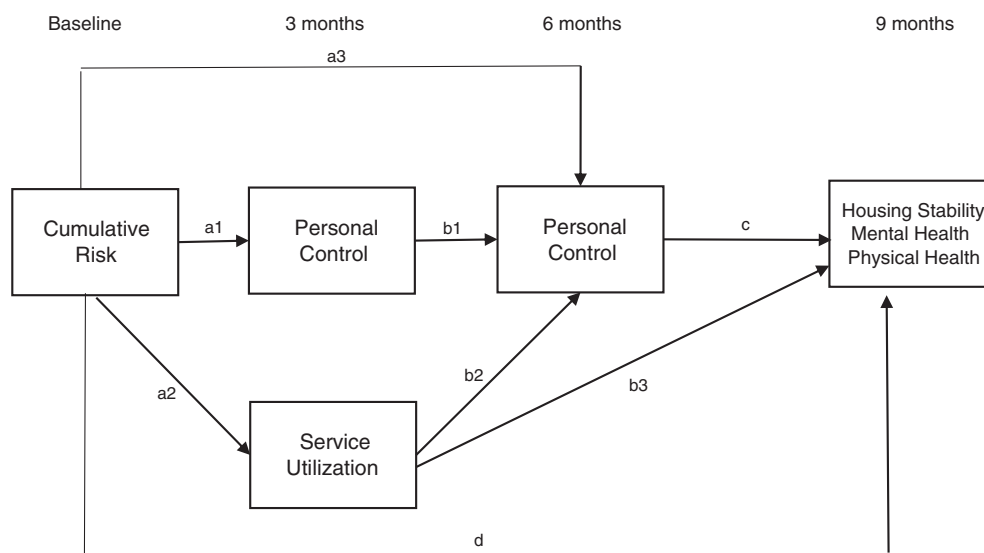 Baseline
3 months
6 months
9 months
a3
Cumulative
Risk
a1
Personal
Control
b1
Personal
Control
c
Housing Stability
Mental Health
Physical Health
a2
b2
b3
Service
Utilization
d